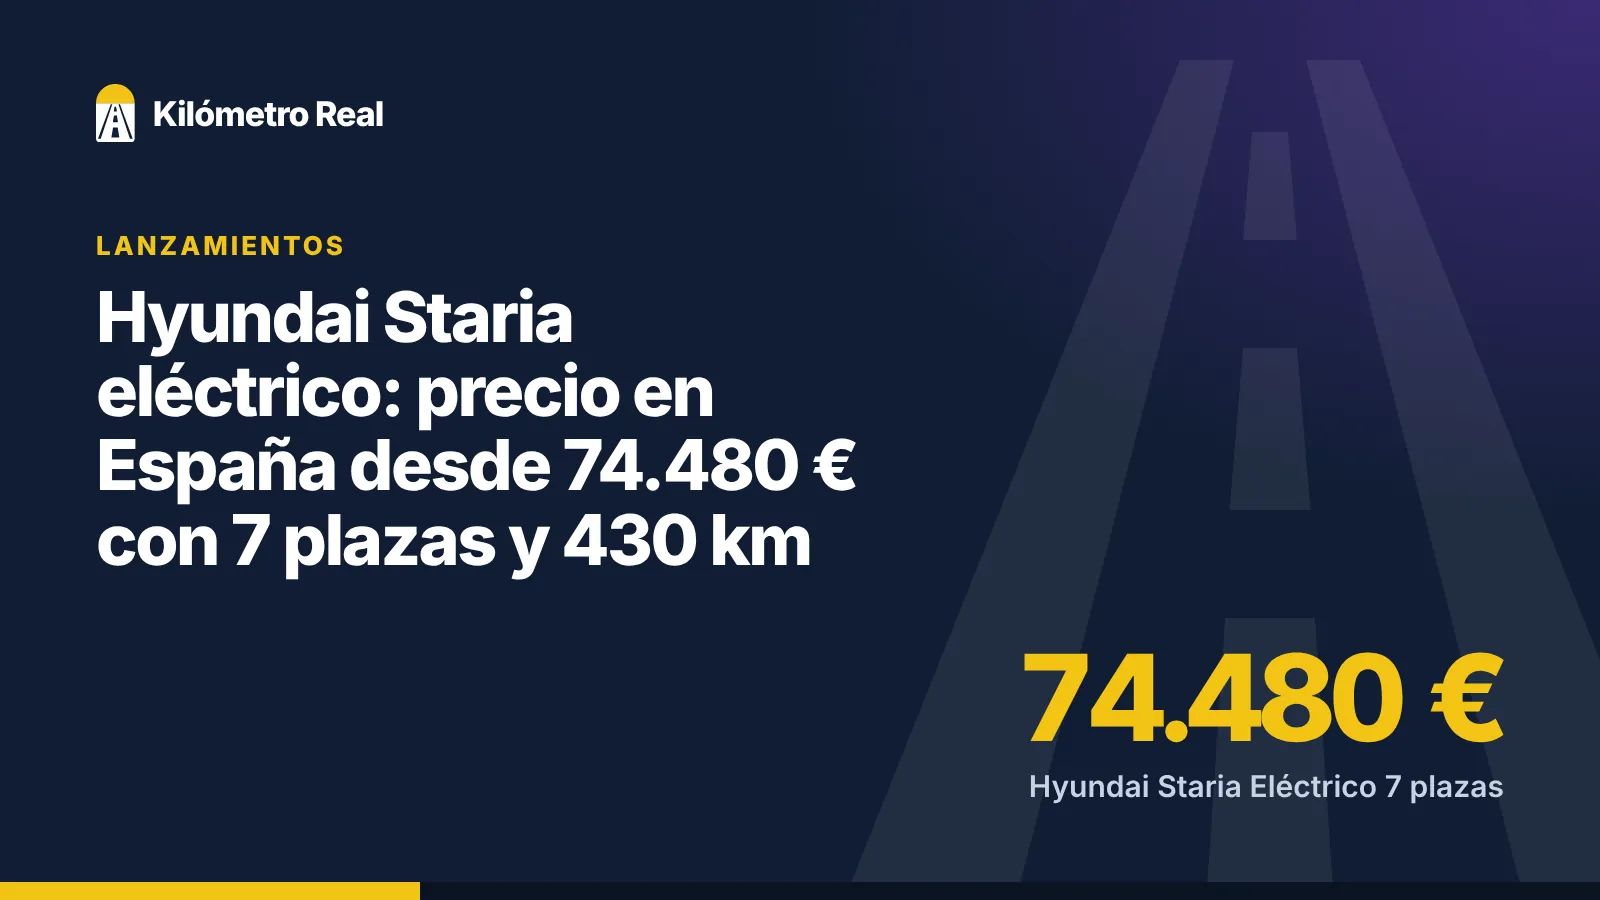 Kilómetro Real
LANZAMIENTOS
Hyundai Staria
eléctrico: precio en
España desde 74.480 €
con 7 plazas y 430 km
74.480 €
Hyundai Staria Eléctrico 7 plazas